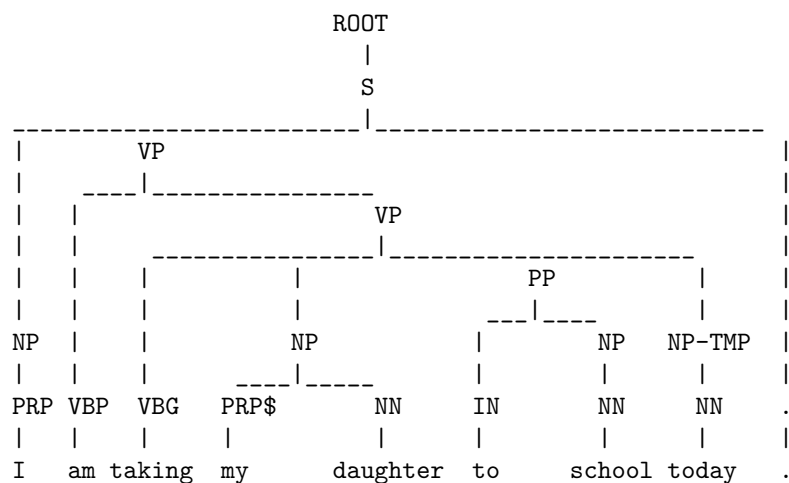 ROOT
S
VP
VP
PP
NP NP NP NP-TMP
PRP VBP VBG PRP$ NN IN NN NN .
I am taking my daughter to school today .